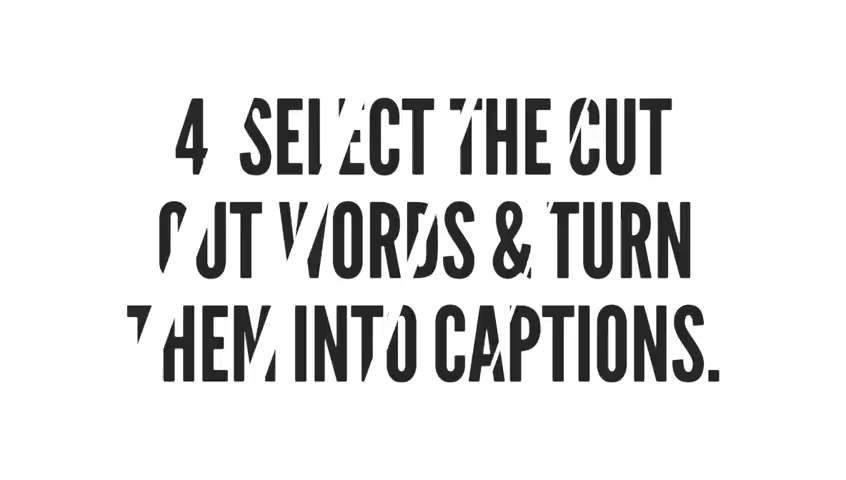 4 SELECT THE CUT
OUT WORDS & TURN
THEM INTO CAPTIONS.